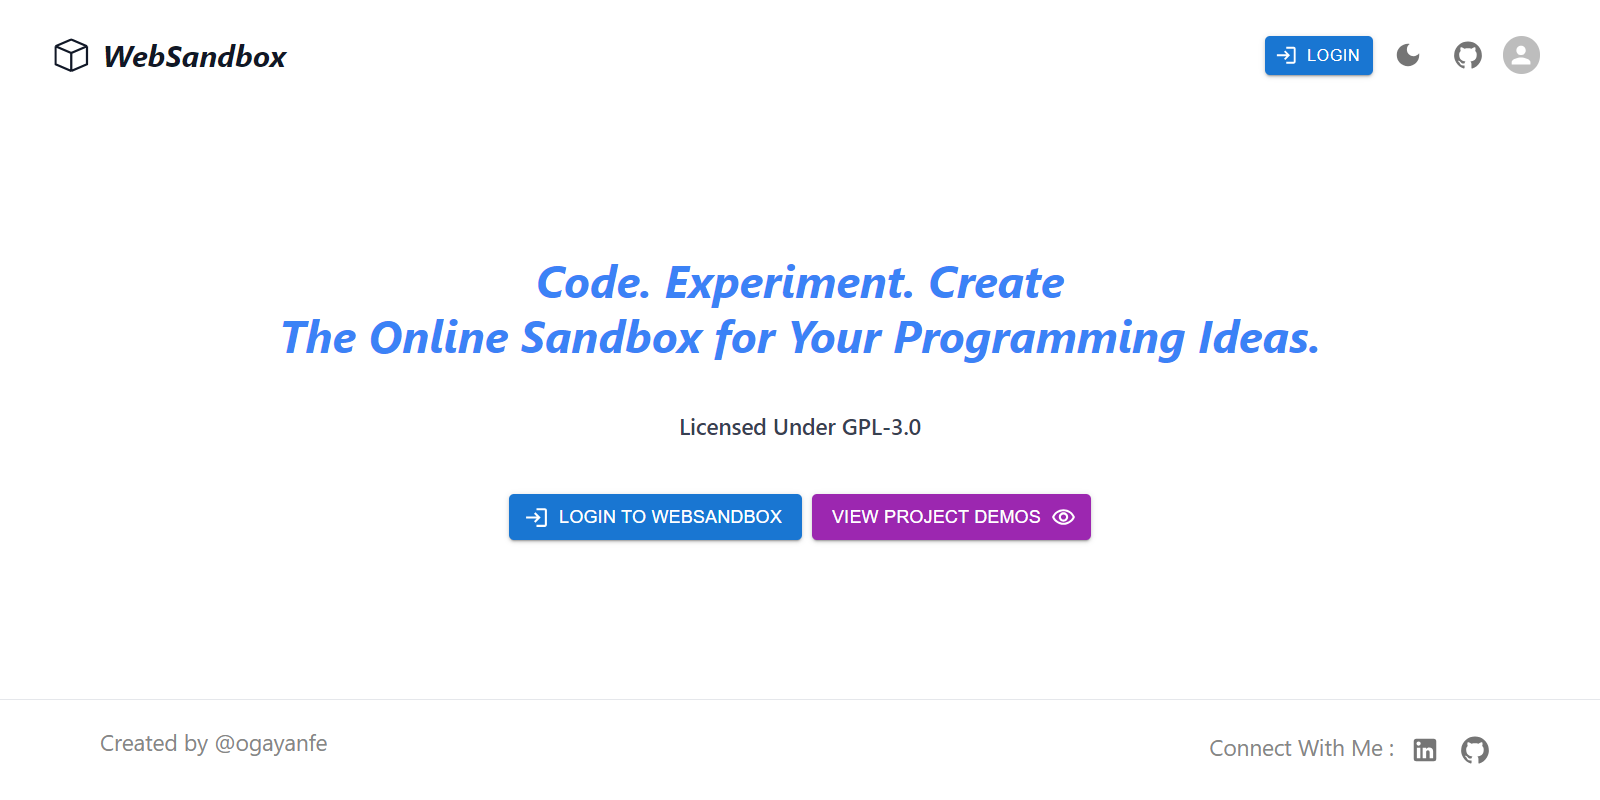 WebSandbox
LOGIN
Code. Experiment. Create
The Online Sandbox for Your Programming Ideas.
Licensed Under GPL-3.0
LOGIN TO WEBSANDBOX
VIEW PROJECT DEMOS
Created by @ogayanfe
Connect With Me :